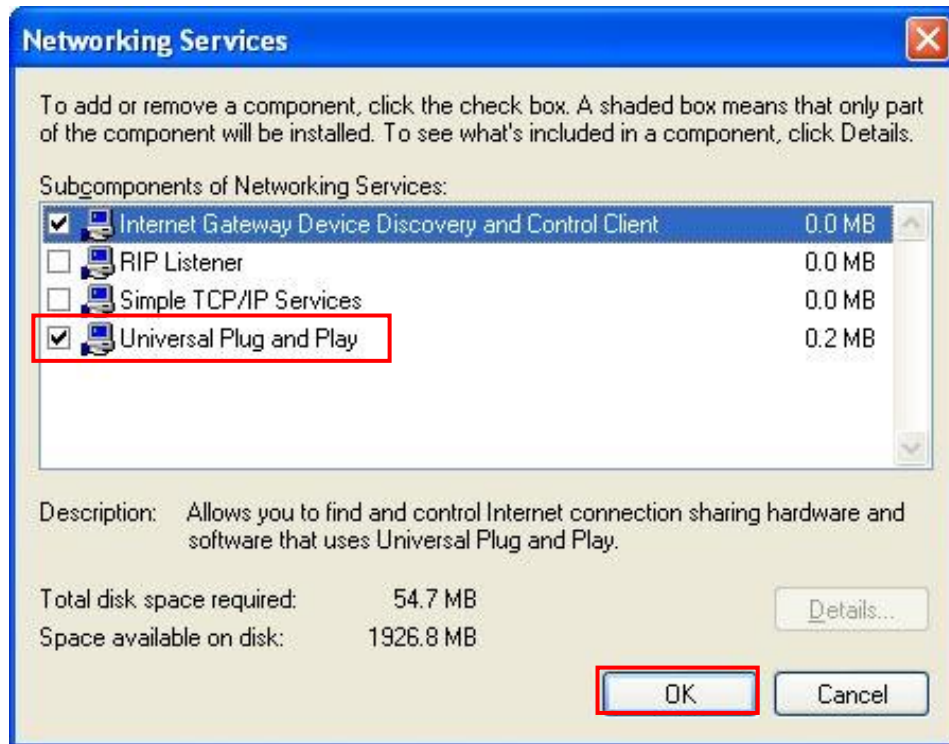 Networking Services
To add or remove a component, click the check box. A shaded box means that only part
of the component will be installed. To see what's included in a component, click Details.
Subcomponents of Networking Services:
Internet Gateway Device Discovery and Control Client 0.0 MB
RIP Listener 0.0 MB
Simple TCP/IP Services 0.0 MB
Universal Plug and Play 0.2 MB
Description: Allows you to find and control Internet connection sharing hardware and
software that uses Universal Plug and Play.
Total disk space required: 54.7 MB
Details...
Space available on disk: 1926.8 MB
OK Cancel